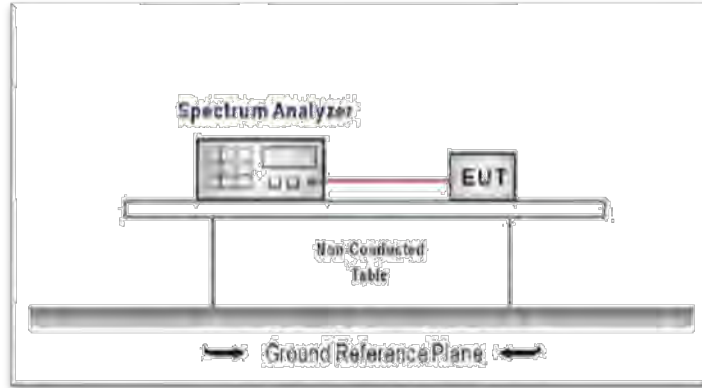 Spectrum Analyzer
EUT
Non-Conducted
Table
Ground Reference Plane